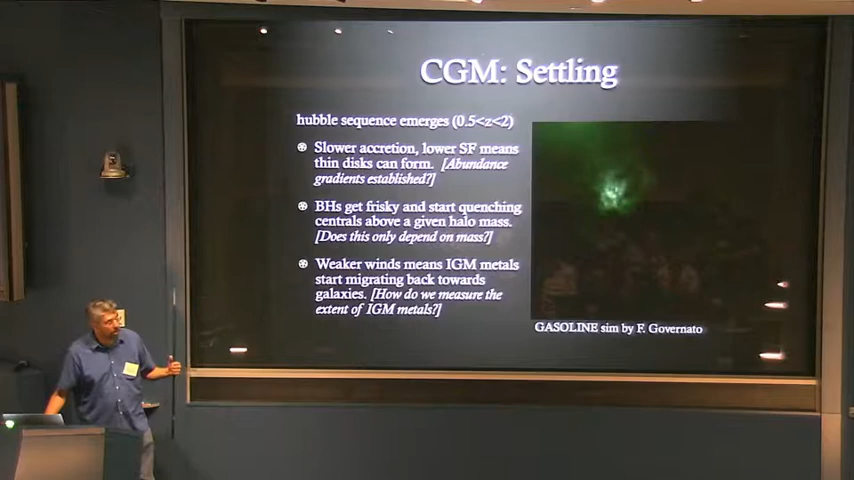 CGM: Settling
hubble sequence emerges (0.5<z<2)
Slower accretion, lower SF means
thin disks can form. [Abundance
gradients established?]
BHs get frisky and start quenching
centrals above a given halo mass.
[Does this only depend on mass?]
Weaker winds means IGM metals
start migrating back towards
galaxies. [How do we measure the
extent of IGM metals?]
GASOLINE sim by F. Governato